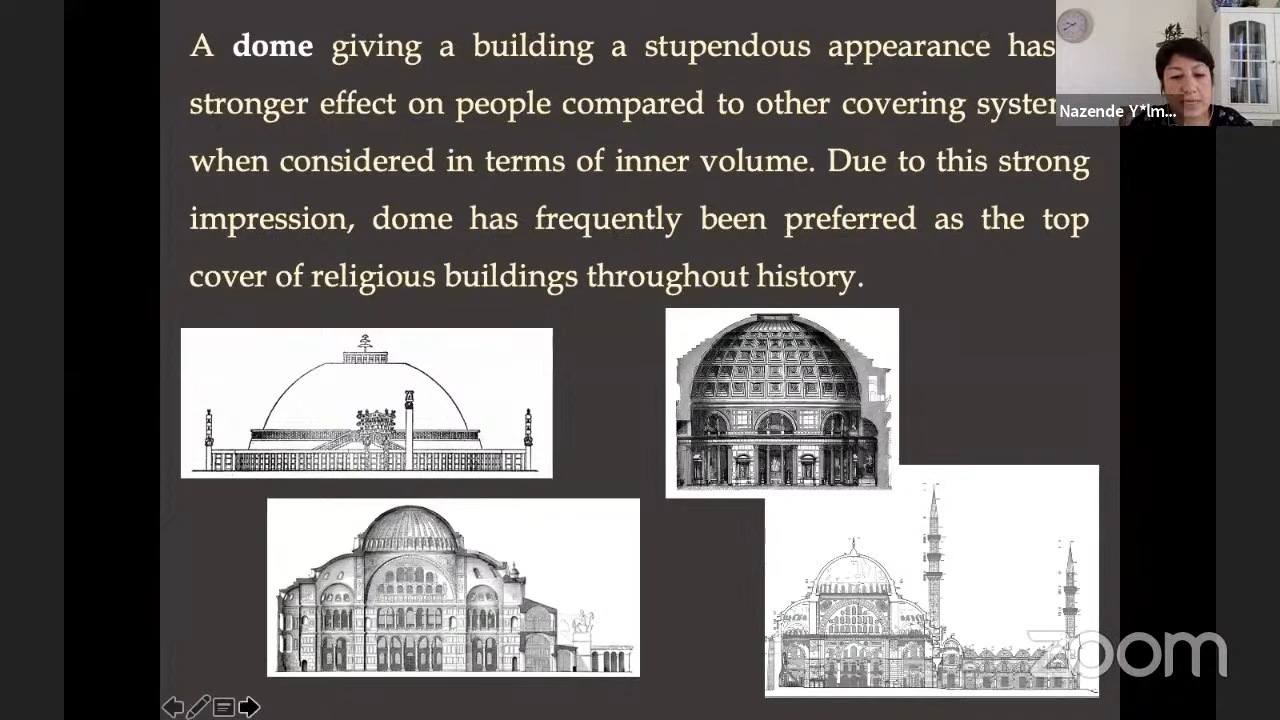 A dome giving a building a stupendous appearance has
stronger effect on people compared to other covering
when considered in terms of inner volume. Due to this strong
impression, dome has frequently been preferred as the top
cover of religious buildings throughout history.
Nazende Y*lm...
zoom